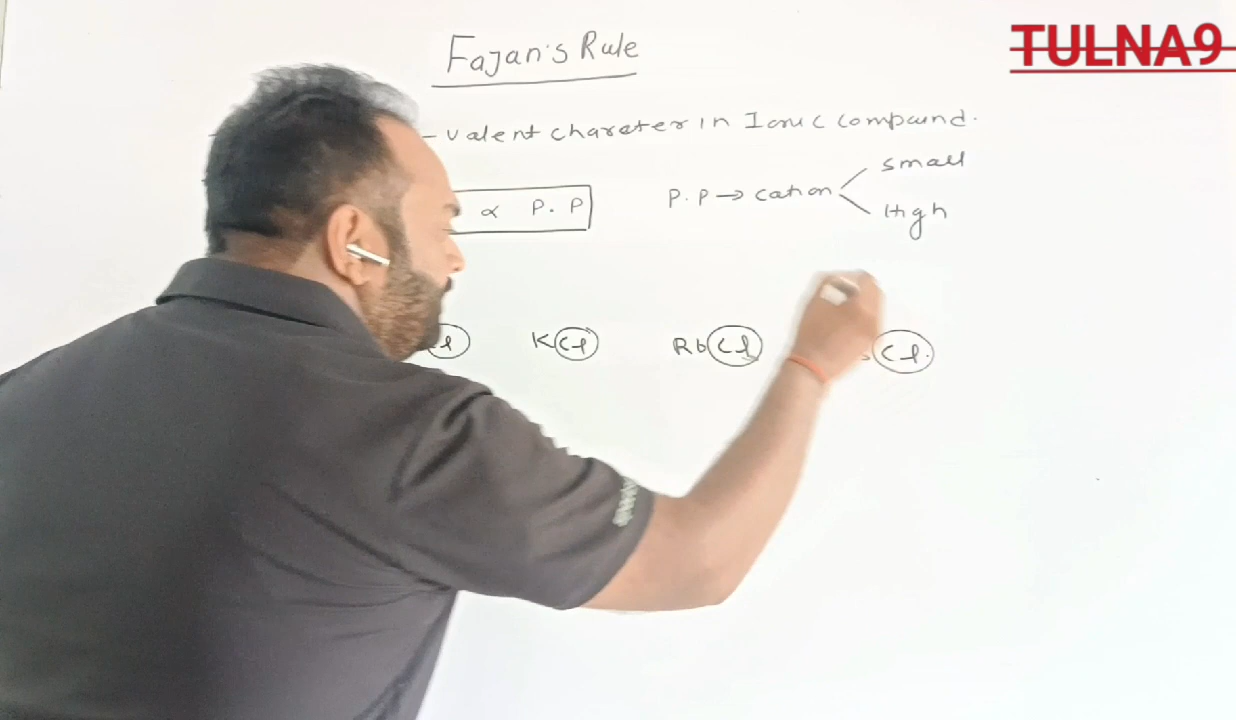 Fajan's Rule
TULNA9
valent charater in Ionic compound.
∝ P.P
P.P → cation
small
High
KCl
RbCl
Cl.